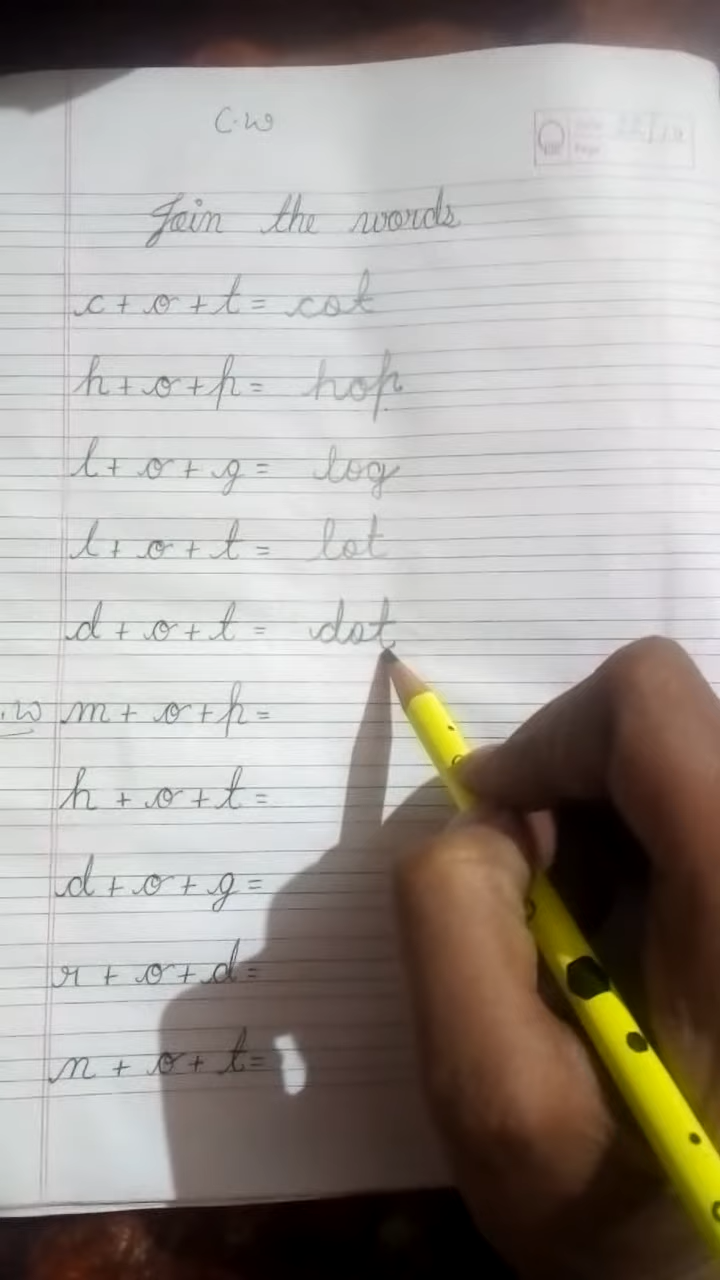 C.W
Join the words
c + o + t = cot
h + o + p = hop
l + o + g = log
l + o + t = lot
d + o + t = dot
.W m + o + p =
h + o + t =
d + o + g =
r + o + d =
n + o + t =